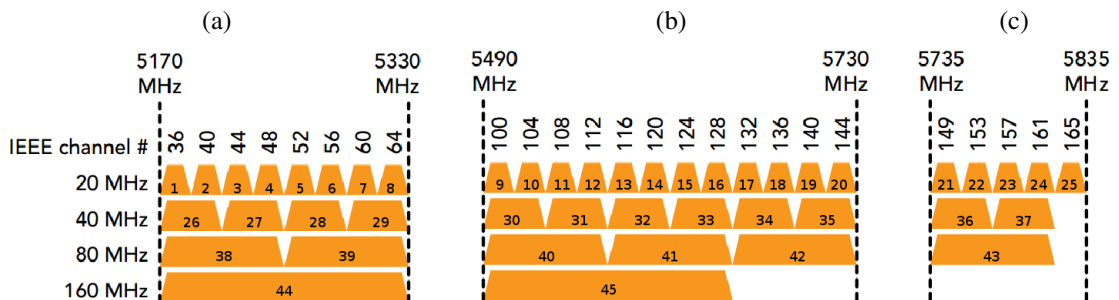 (a) (b) (c)
5170 5330 5490 5730 5735 5835
MHz MHz MHz MHz MHz MHz
IEEE channel # 36 40 44 48 52 56 60 64 100 104 108 112 116 120 124 128 132 136 140 144 149 153 157 161 165
20 MHz 1 2 3 4 5 6 7 8 9 10 11 12 13 14 15 16 17 18 19 20 21 22 23 24 25
40 MHz 26 27 28 29 30 31 32 33 34 35 36 37
80 MHz 38 39 40 41 42 43
160 MHz 44 45